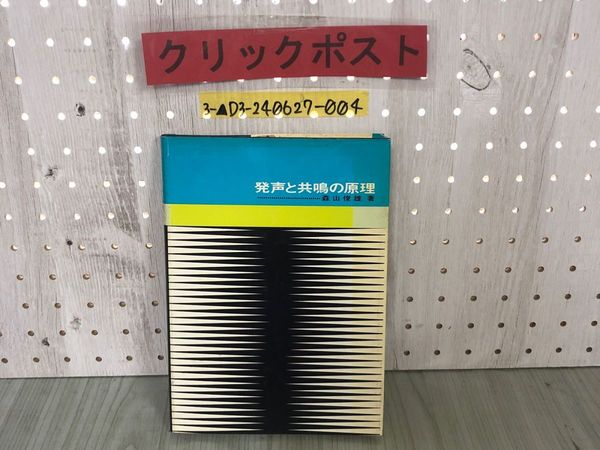 クリックポスト
3-▲D3-240627-004
発声と共鳴の原理
森山俊雄 著